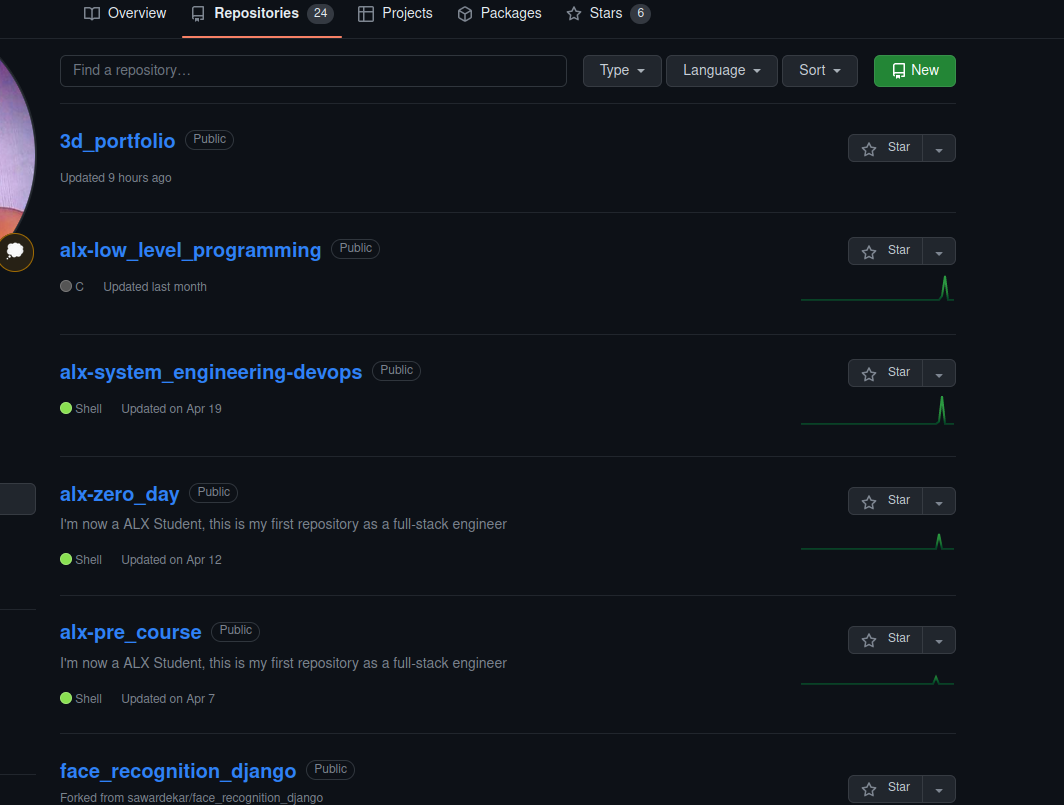 Overview Repositories 24 Projects Packages Stars 6
Find a repository… Type Language Sort New
3d_portfolio Public Star
Updated 9 hours ago
alx-low_level_programming Public Star
C Updated last month
alx-system_engineering-devops Public Star
Shell Updated on Apr 19
alx-zero_day Public Star
I'm now a ALX Student, this is my first repository as a full-stack engineer
Shell Updated on Apr 12
alx-pre_course Public Star
I'm now a ALX Student, this is my first repository as a full-stack engineer
Shell Updated on Apr 7
face_recognition_django Public Star
Forked from sawardekar/face_recognition_django